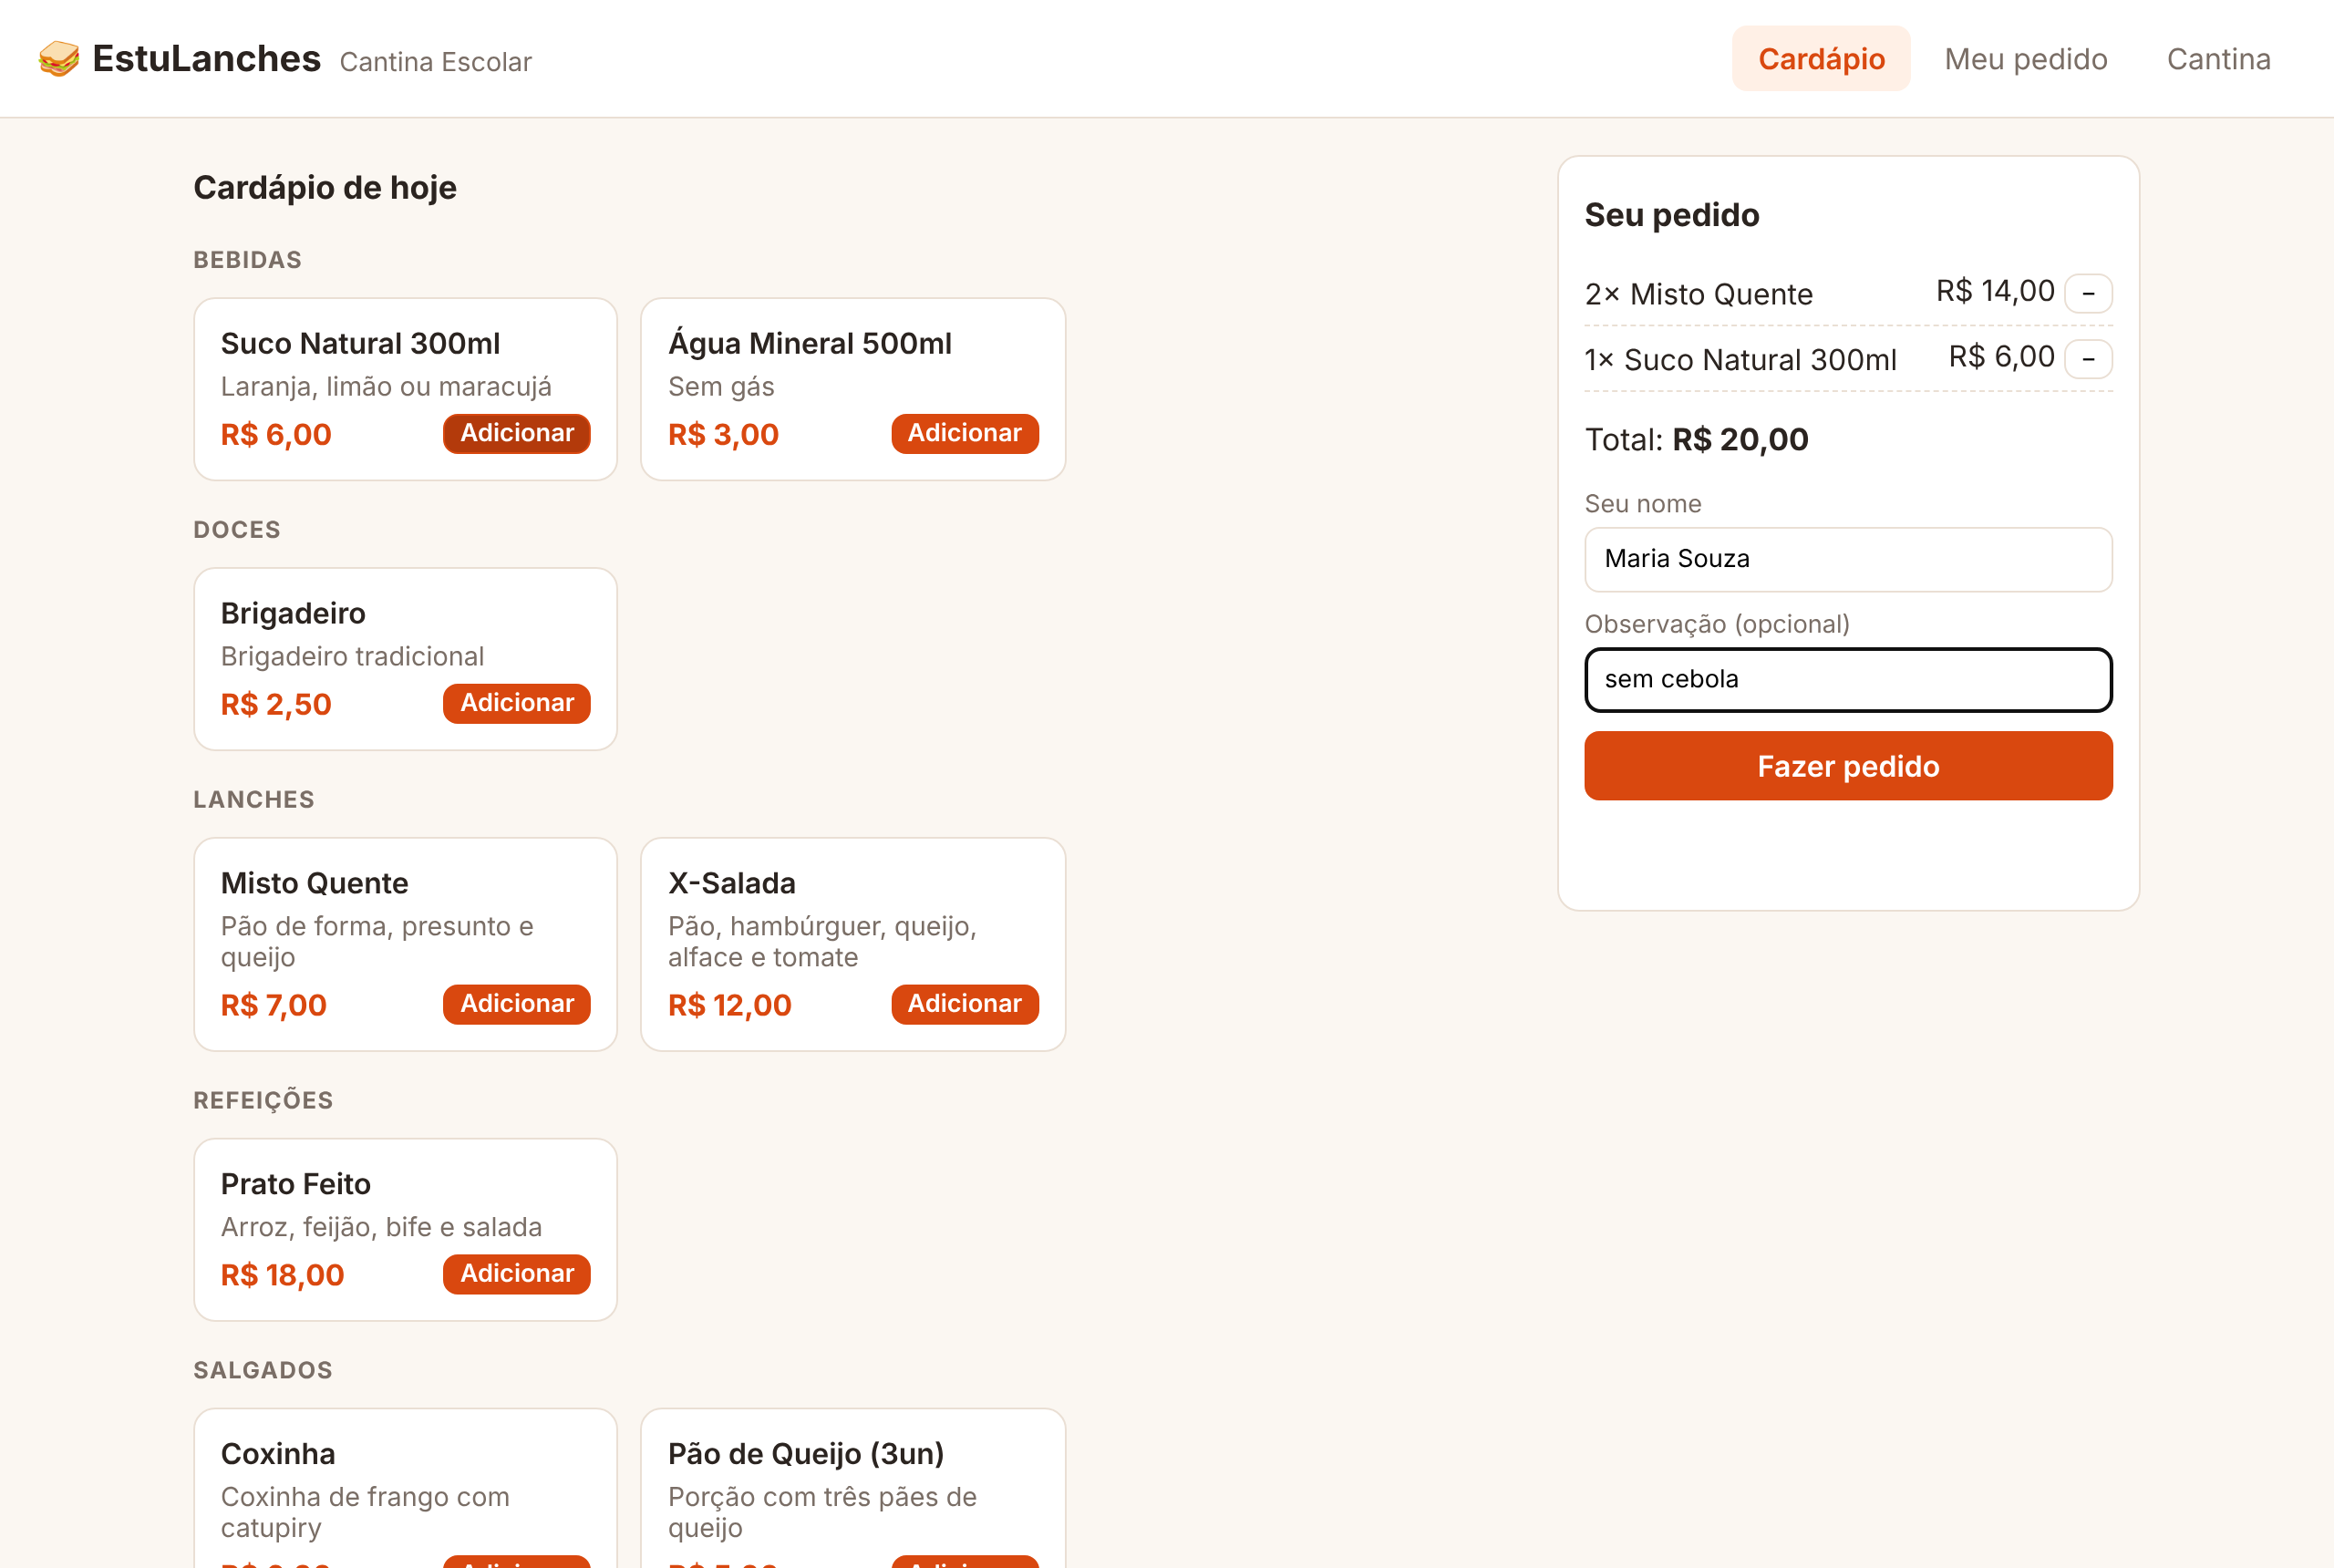 EstuLanches Cantina Escolar
Cardápio Meu pedido Cantina
Cardápio de hoje
BEBIDAS
Suco Natural 300ml
Laranja, limão ou maracujá
R$ 6,00 Adicionar
Água Mineral 500ml
Sem gás
R$ 3,00 Adicionar
DOCES
Brigadeiro
Brigadeiro tradicional
R$ 2,50 Adicionar
LANCHES
Misto Quente
Pão de forma, presunto e
queijo
R$ 7,00 Adicionar
X-Salada
Pão, hambúrguer, queijo,
alface e tomate
R$ 12,00 Adicionar
REFEIÇÕES
Prato Feito
Arroz, feijão, bife e salada
R$ 18,00 Adicionar
SALGADOS
Coxinha
Coxinha de frango com
catupiry
Adicionar
Pão de Queijo (3un)
Porção com três pães de
queijo
Adicionar
Seu pedido
2× Misto Quente R$ 14,00 −
1× Suco Natural 300ml R$ 6,00 −
Total: R$ 20,00
Seu nome
Maria Souza
Observação (opcional)
sem cebola
Fazer pedido